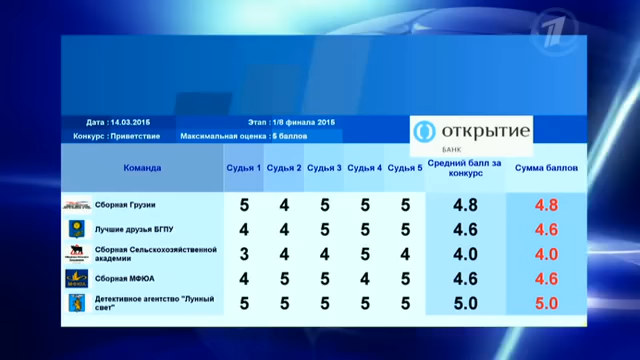 1
Дата : 14.03.2015 Этап : 1/8 финала 2015
Конкурс : Приветствие Максимальная оценка : 5 баллов
открытие
БАНК
Команда Судья 1 Судья 2 Судья 3 Судья 4 Судья 5 Средний балл за конкурс Сумма баллов
Сборная Грузии 5 4 5 5 5 4.8 4.8
Лучшие друзья БГПУ 4 4 5 5 5 4.6 4.6
Сборная Сельскохозяйственной
академии 3 4 4 5 4 4.0 4.0
Сборная МФЮА 4 5 5 4 5 4.6 4.6
Детективное агентство "Лунный
свет" 5 5 5 5 5 5.0 5.0